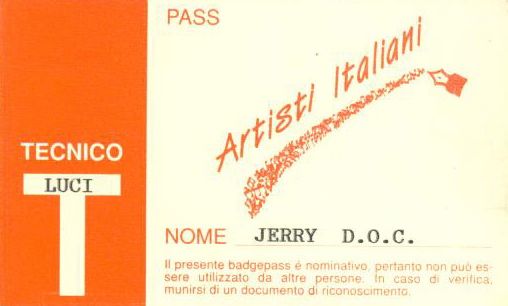 PASS
Artisti Italiani
TECNICO
LUCI
T
NOME JERRY D.O.C.
Il presente badgepass é nominativo, pertanto non può es-
sere utilizzato da altre persone. In caso di verifica,
munirsi di un documento di riconoscimento.